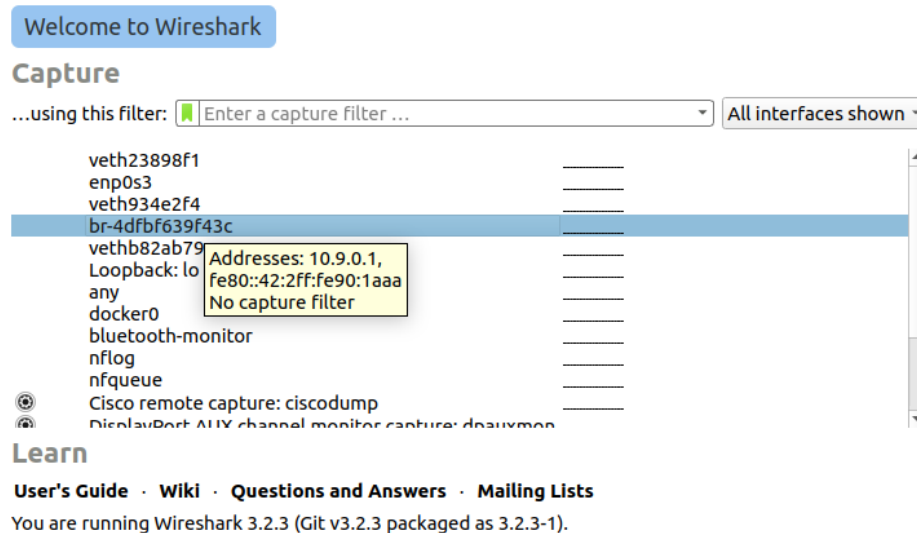 Welcome to Wireshark
Capture
…using this filter: Enter a capture filter … All interfaces shown
veth23898f1
enp0s3
veth934e2f4
br-4dfbf639f43c
vethb82ab79
Addresses: 10.9.0.1,
Loopback: lo
fe80::42:2ff:fe90:1aaa
any
No capture filter
docker0
bluetooth-monitor
nflog
nfqueue
Cisco remote capture: ciscodump
DisplayPort AUX channel monitor capture: dpauxmon
Learn
User's Guide · Wiki · Questions and Answers · Mailing Lists
You are running Wireshark 3.2.3 (Git v3.2.3 packaged as 3.2.3-1).